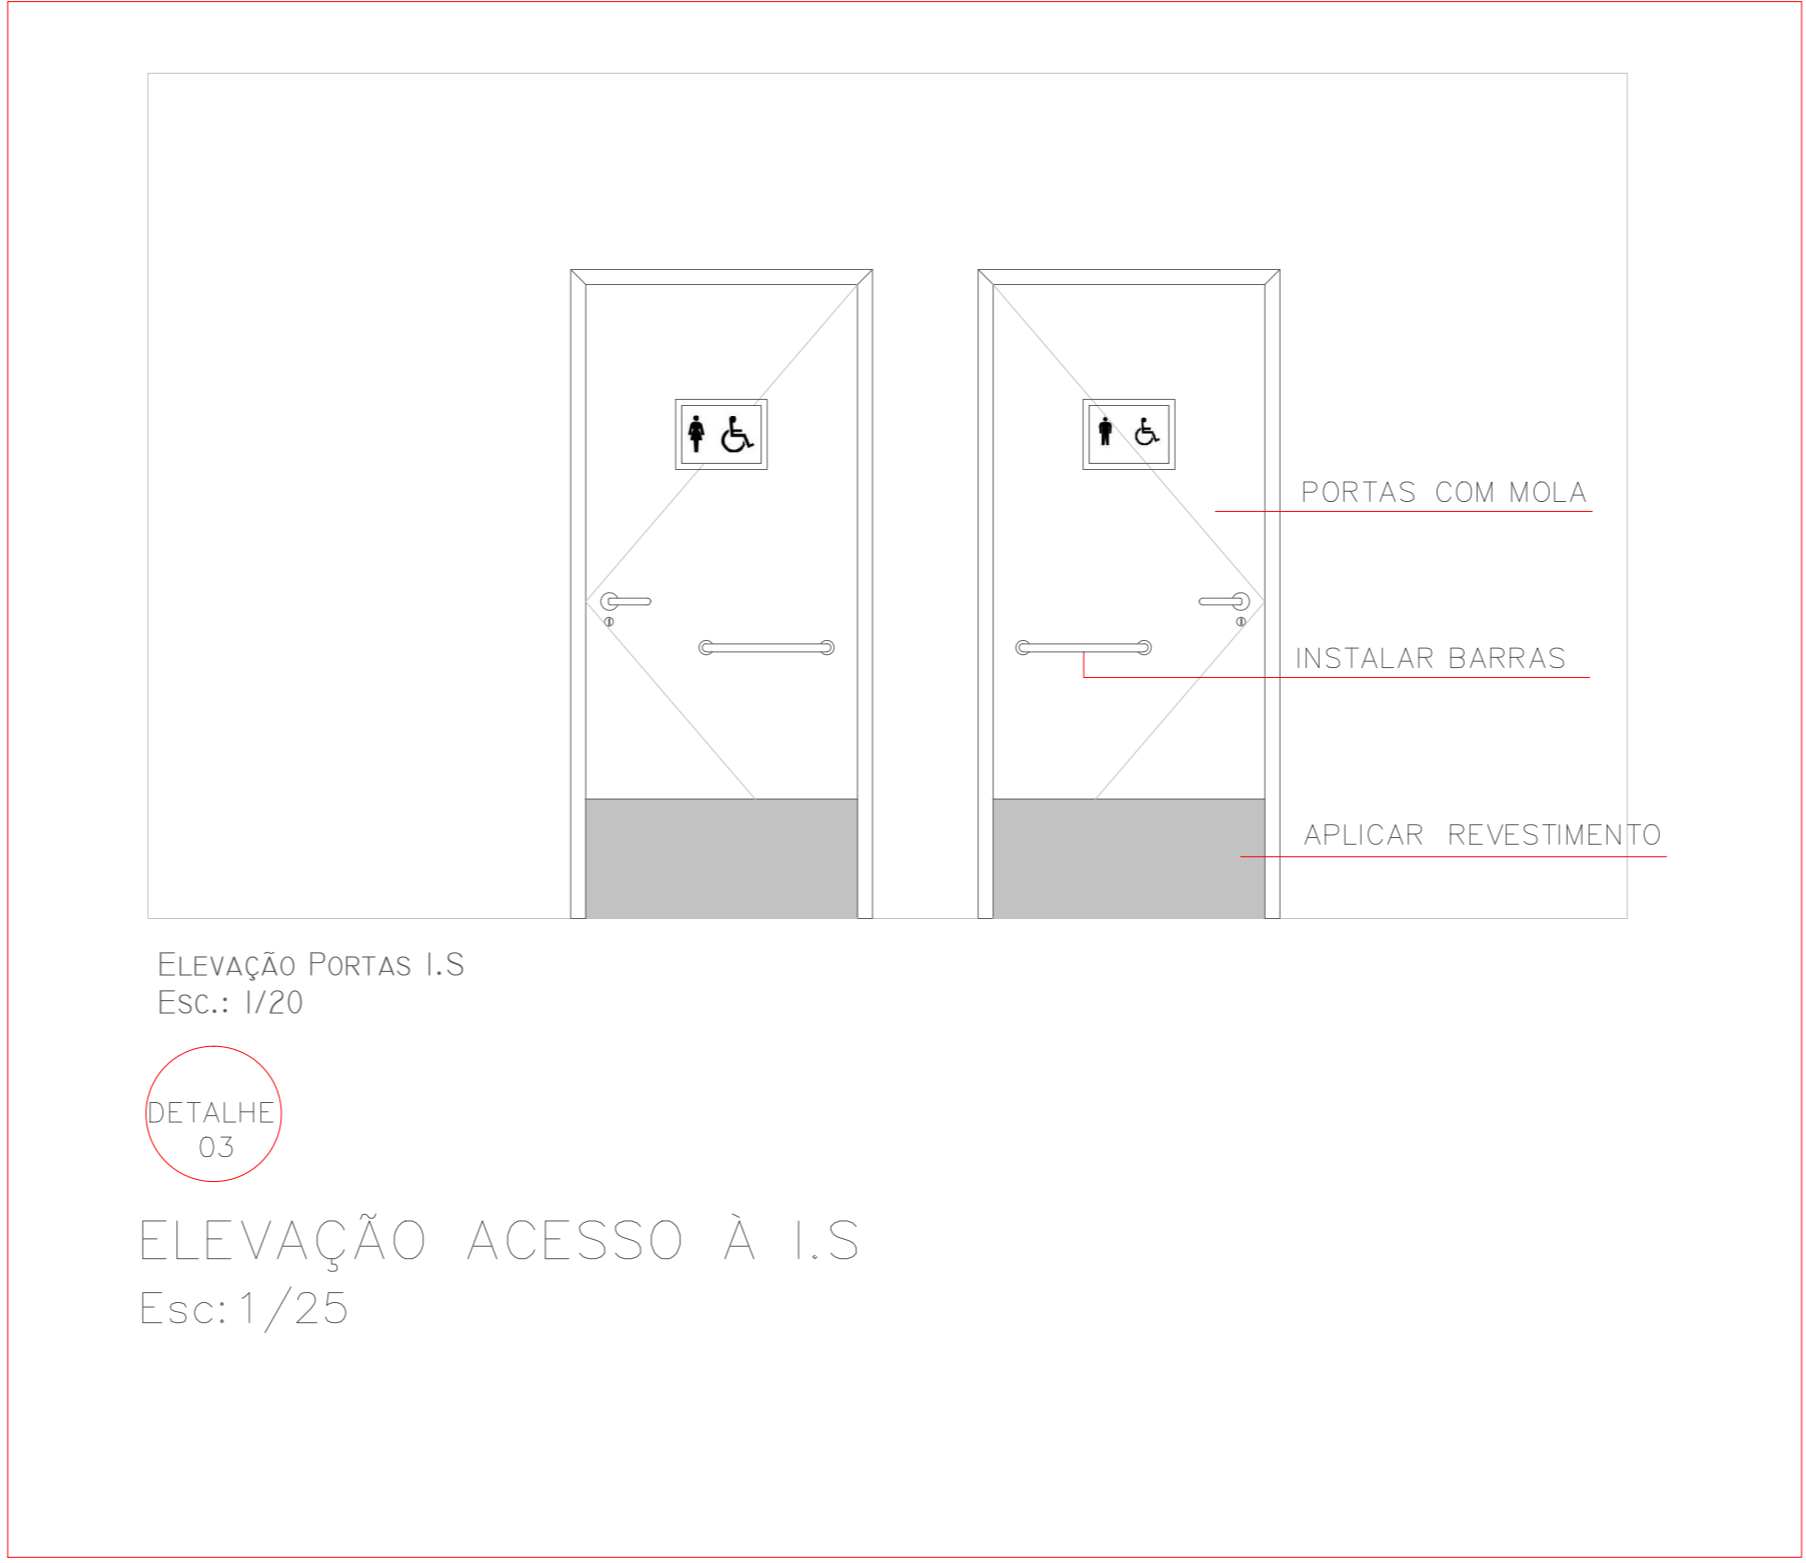 PORTAS COM MOLA
INSTALAR BARRAS
APLICAR REVESTIMENTO
ELEVAÇÃO PORTAS I.S
ESC.: 1/20
DETALHE
03
ELEVAÇÃO ACESSO À I.S
Esc: 1/25